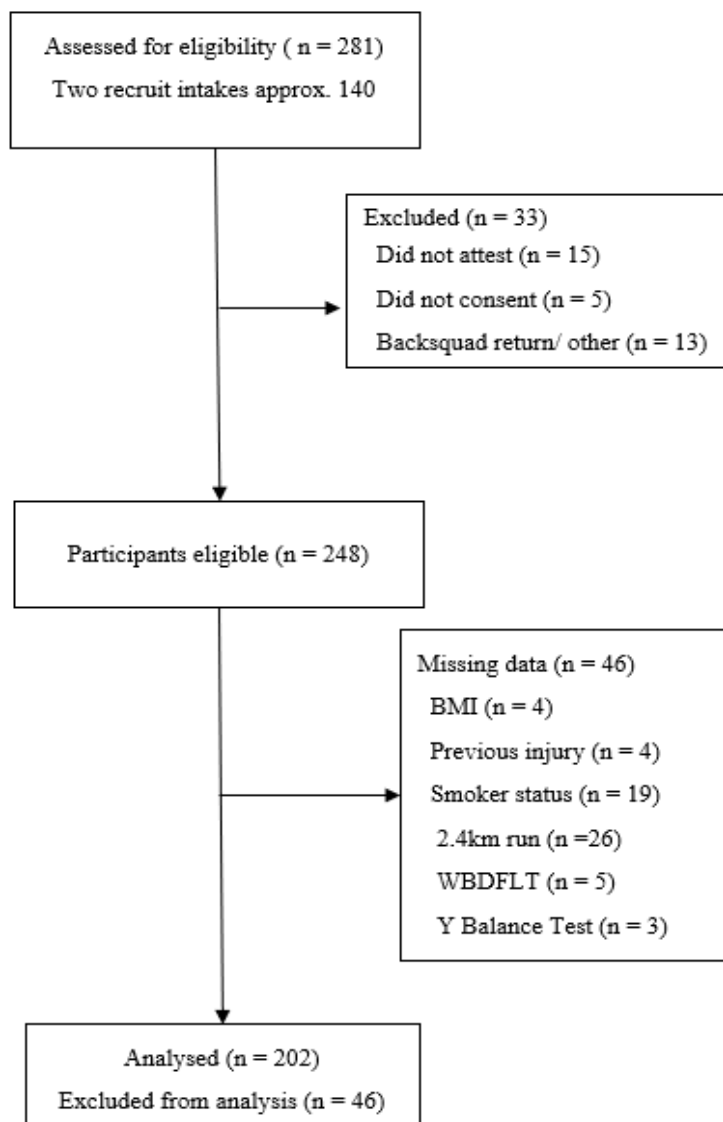 Assessed for eligibility ( n = 281)
Two recruit intakes approx. 140
Excluded (n = 33)
Did not attest (n = 15)
Did not consent (n = 5)
Backsquad return/ other (n = 13)
Participants eligible (n = 248)
Missing data (n = 46)
BMI (n = 4)
Previous injury (n = 4)
Smoker status (n = 19)
2.4km run (n =26)
WBDFLT (n = 5)
Y Balance Test (n = 3)
Analysed (n = 202)
Excluded from analysis (n = 46)